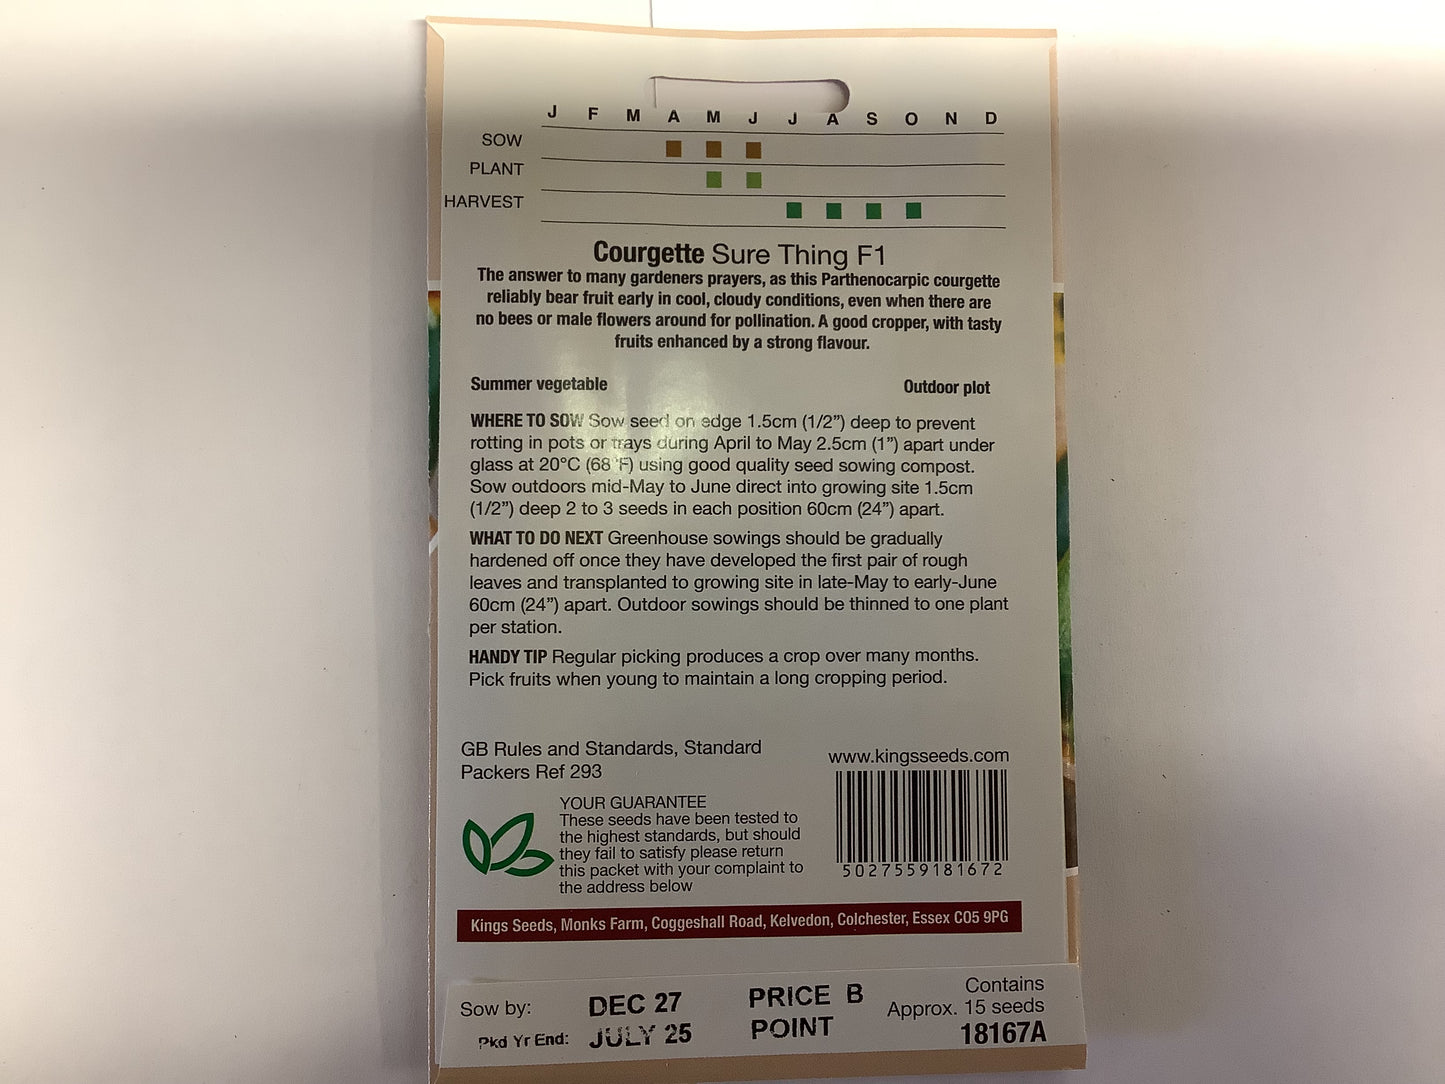 J F M A M J J A S O N D
SOW
PLANT
HARVEST
Courgette Sure Thing F1
The answer to many gardeners prayers, as this Parthenocarpic courgette
reliably bear fruit early in cool, cloudy conditions, even when there are
no bees or male flowers around for pollination. A good cropper, with tasty
fruits enhanced by a strong flavour.
Summer vegetable Outdoor plot
WHERE TO SOW Sow seed on edge 1.5cm (1/2”) deep to prevent
rotting in pots or trays during April to May 2.5cm (1”) apart under
glass at 20°C (68°F) using good quality seed sowing compost.
Sow outdoors mid-May to June direct into growing site 1.5cm
(1/2”) deep 2 to 3 seeds in each position 60cm (24”) apart.
WHAT TO DO NEXT Greenhouse sowings should be gradually
hardened off once they have developed the first pair of rough
leaves and transplanted to growing site in late-May to early-June
60cm (24”) apart. Outdoor sowings should be thinned to one plant
per station.
HANDY TIP Regular picking produces a crop over many months.
Pick fruits when young to maintain a long cropping period.
GB Rules and Standards, Standard
Packers Ref 293
www.kingsseeds.com
YOUR GUARANTEE
These seeds have been tested to
the highest standards, but should
they fail to satisfy please return
this packet with your complaint to
the address below
5027559181672
Kings Seeds, Monks Farm, Coggeshall Road, Kelvedon, Colchester, Essex CO5 9PG
Sow by: DEC 27
Pkd Yr End: JULY 25
PRICE B
POINT
Contains
Approx. 15 seeds
18167A